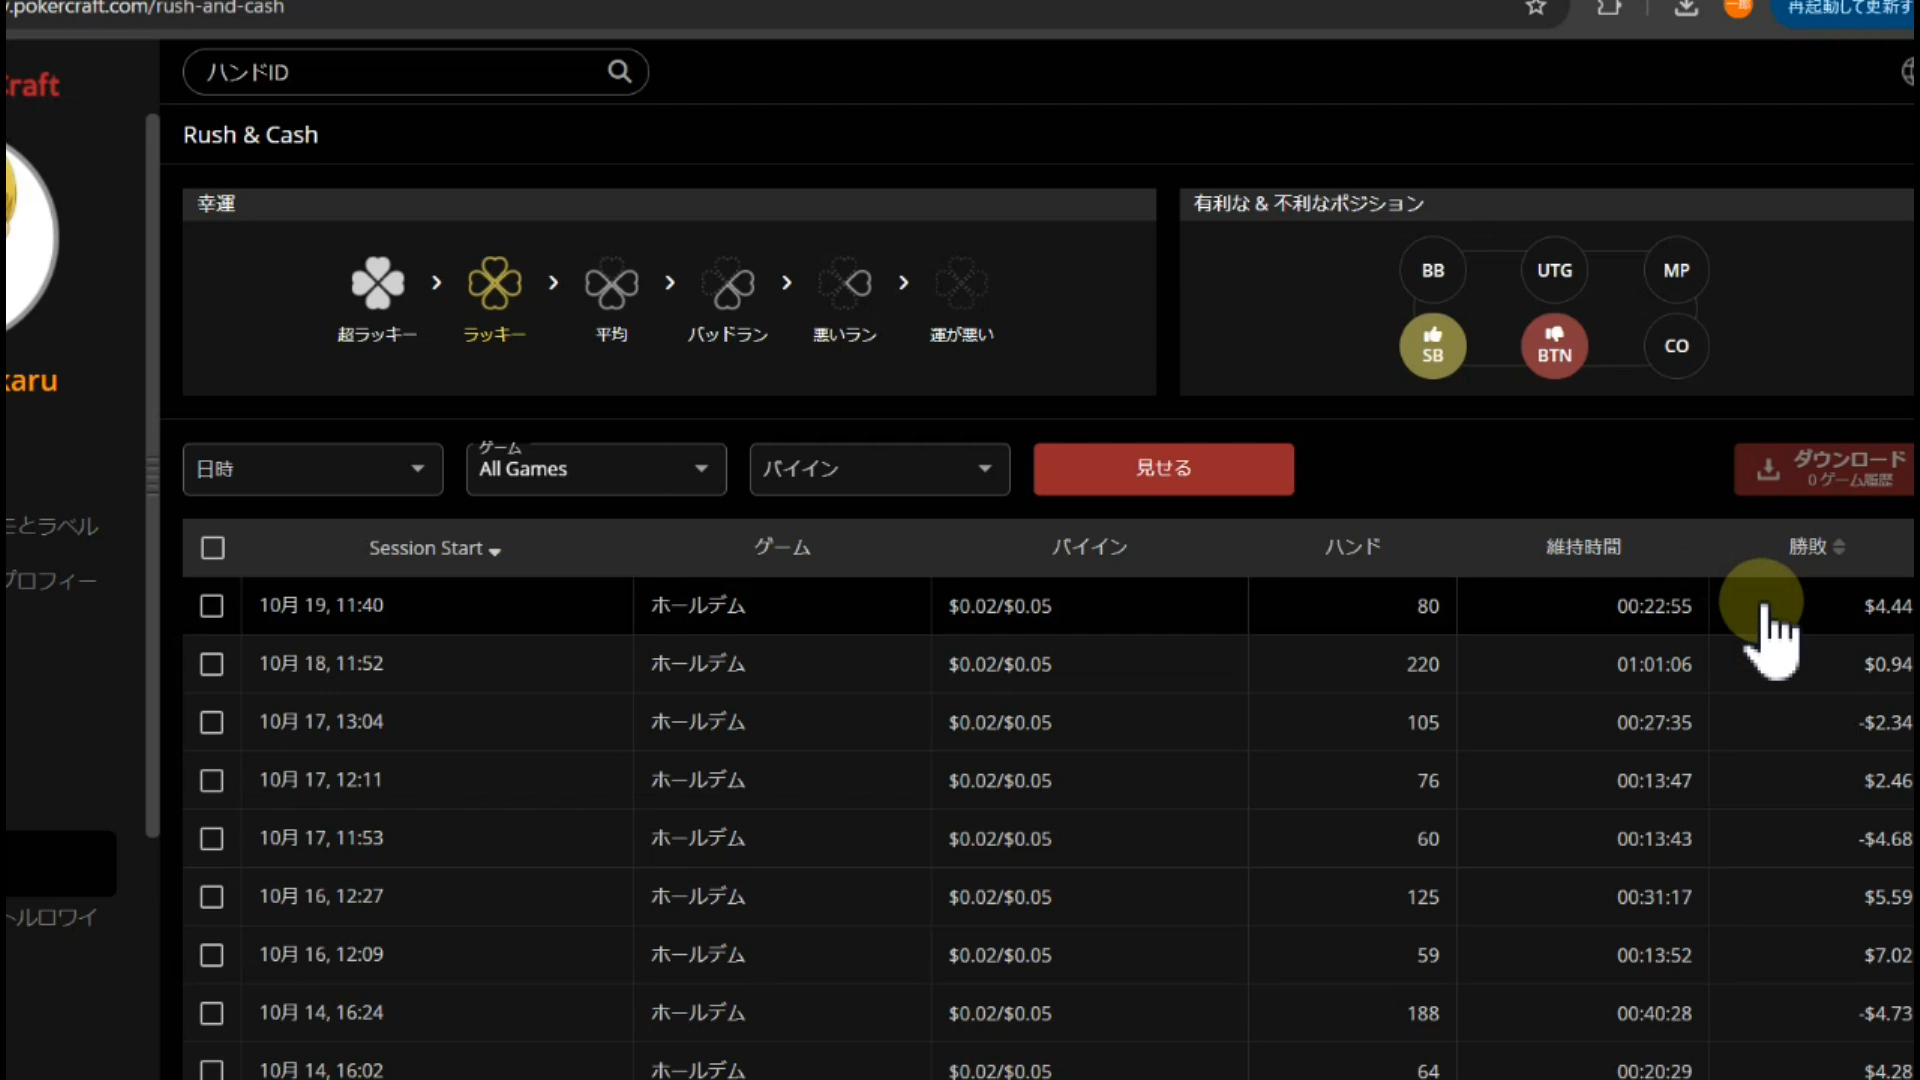 .pokercraft.com/rush-and-cash
再起動して更新す
ハンドID
craft
Rush & Cash
幸運
有利な & 不利なポジション
超ラッキー
ラッキー
平均
バッドラン
悪いラン
運が悪い
BB
UTG
MP
SB
BTN
CO
karu
日時
ゲーム
All Games
バイイン
見せる
ダウンロード
0 ゲーム履歴
モとラベル
プロフィー
トルロワイ
Session Start ゲーム バイイン ハンド 維持時間 勝敗
10月 19, 11:40 ホールデム $0.02/$0.05 80 00:22:55 $4.44
10月 18, 11:52 ホールデム $0.02/$0.05 220 01:01:06 $0.94
10月 17, 13:04 ホールデム $0.02/$0.05 105 00:27:35 -$2.34
10月 17, 12:11 ホールデム $0.02/$0.05 76 00:13:47 $2.46
10月 17, 11:53 ホールデム $0.02/$0.05 60 00:13:43 -$4.68
10月 16, 12:27 ホールデム $0.02/$0.05 125 00:31:17 $5.59
10月 16, 12:09 ホールデム $0.02/$0.05 59 00:13:52 $7.02
10月 14, 16:24 ホールデム $0.02/$0.05 188 00:40:28 -$4.73
10月 14, 16:02 ホールデム $0.02/$0.05 64 00:20:29 $4.28